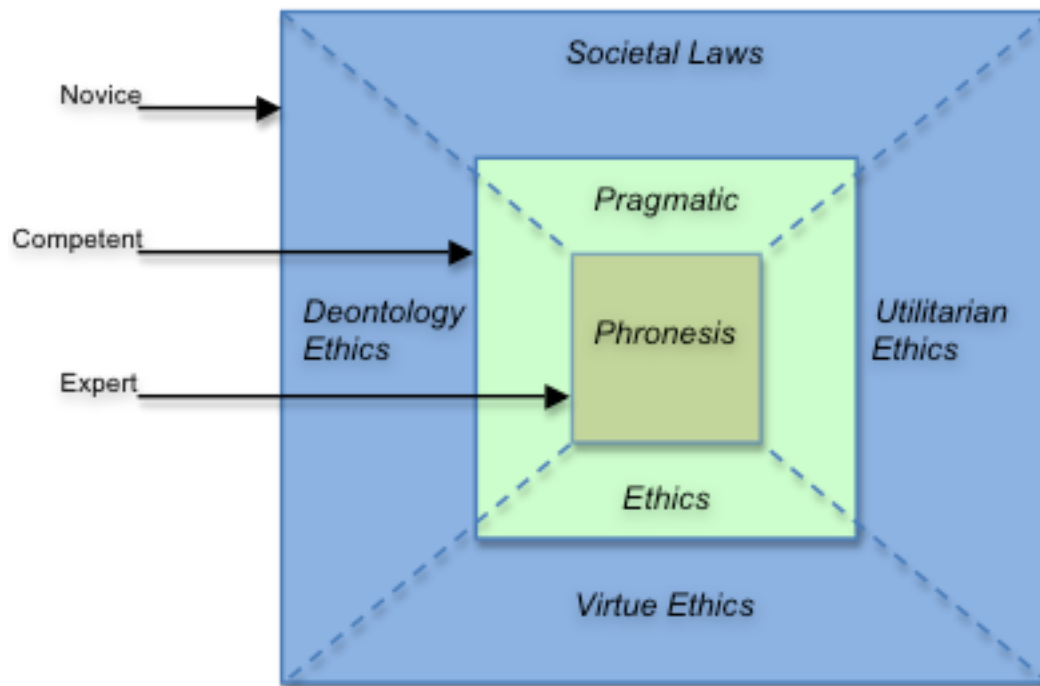 Societal Laws
Novice
Pragmatic
Competent
Deontology
Ethics
Utilitarian
Ethics
Phronesis
Expert
Ethics
Virtue Ethics